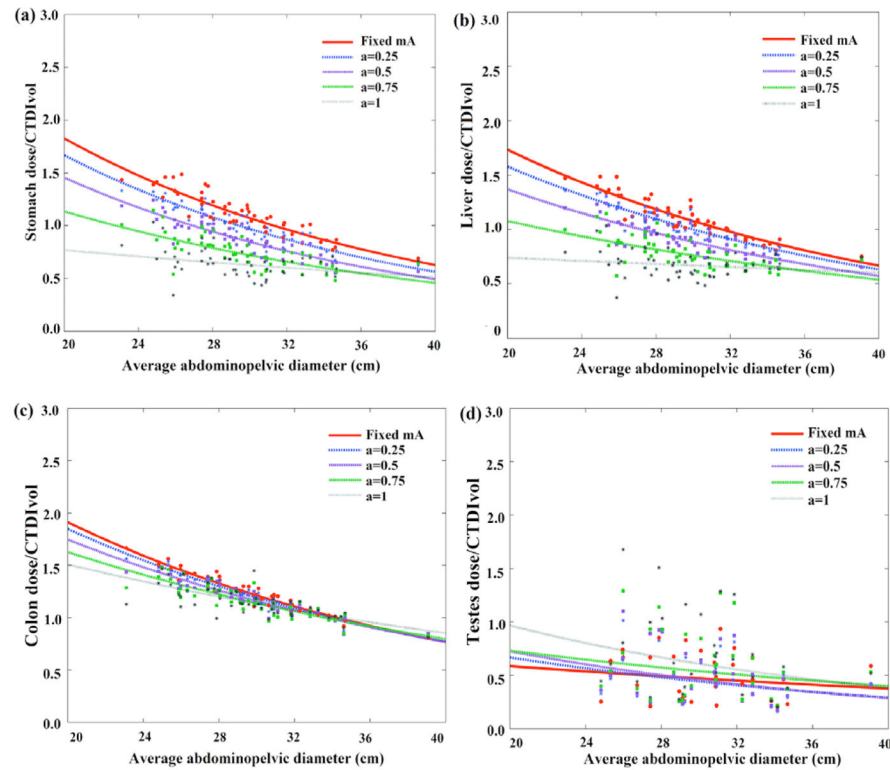 (a)
3.0
2.5
2.0
1.5
1.0
0.5
0.0
Stomach dose/CTDIvol
Fixed mA
a=0.25
a=0.5
a=0.75
a=1
20 24 28 32 36 40
Average abdominopelvic diameter (cm)
(b)
3.0
2.5
2.0
1.5
1.0
0.5
0
Liver dose/CTDIvol
Fixed mA
a=0.25
a=0.5
a=0.75
a=1
20 24 28 32 36 40
Average abdominopelvic diameter (cm)
(c)
3.0
2.5
2.0
1.5
1.0
0.5
0.0
Colon dose/CTDIvol
Fixed mA
a=0.25
a=0.5
a=0.75
a=1
20 24 28 32 36 40
Average abdominopelvic diameter (cm)
(d)
3.0
2.5
2.0
1.5
1.0
0.5
0.0
Testes dose/CTDIvol
Fixed mA
a=0.25
a=0.5
a=0.75
a=1
20 24 28 32 36 40
Average abdominopelvic diameter (cm)